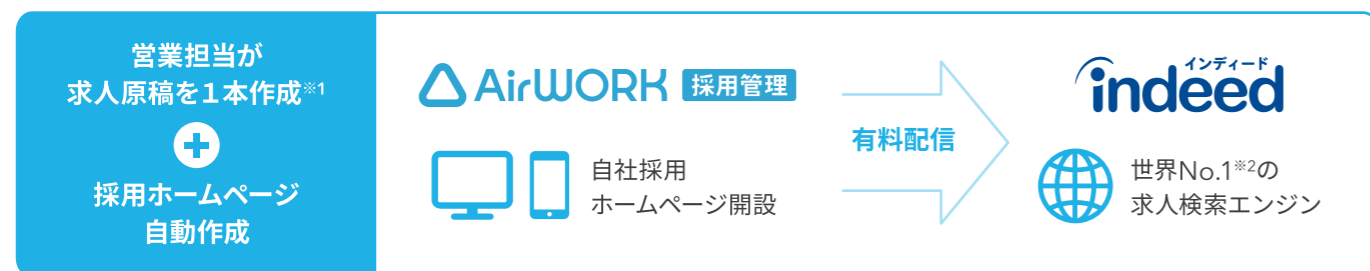 営業担当が
求人原稿を1本作成※1
採用ホームページ
自動作成
AirWORK 採用管理
自社採用
ホームページ開設
有料配信
インディード
indeed
世界No.1※2の
求人検索エンジン